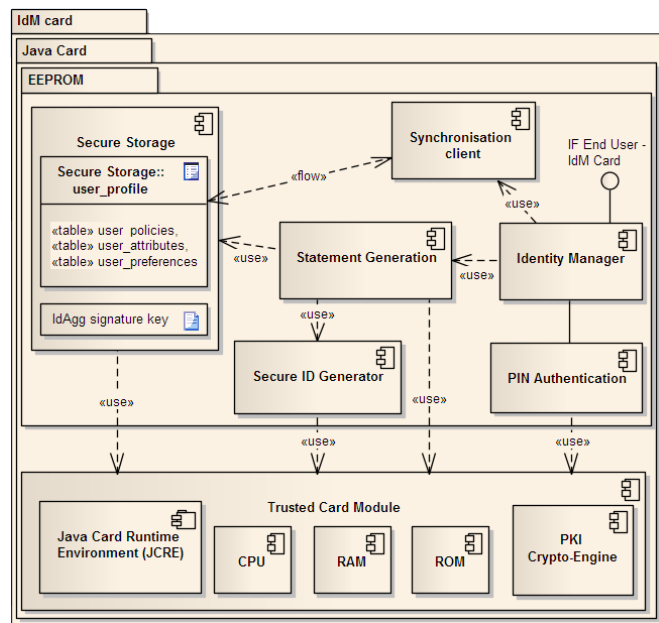 IdM card
Java Card
EEPROM
Secure Storage
Secure Storage::
user_profile
«table» user_policies,
«table» user_attributes,
«table» user_preferences
IdAgg signature key
Synchronisation
client
IF End User -
IdM Card
«flow»
«use»
Statement Generation
«use»
«use»
Identity Manager
«use»
Secure ID Generator
PIN Authentication
«use»
«use»
«use»
«use»
Trusted Card Module
Java Card Runtime
Environment (JCRE)
CPU
RAM
ROM
PKI
Crypto-Engine